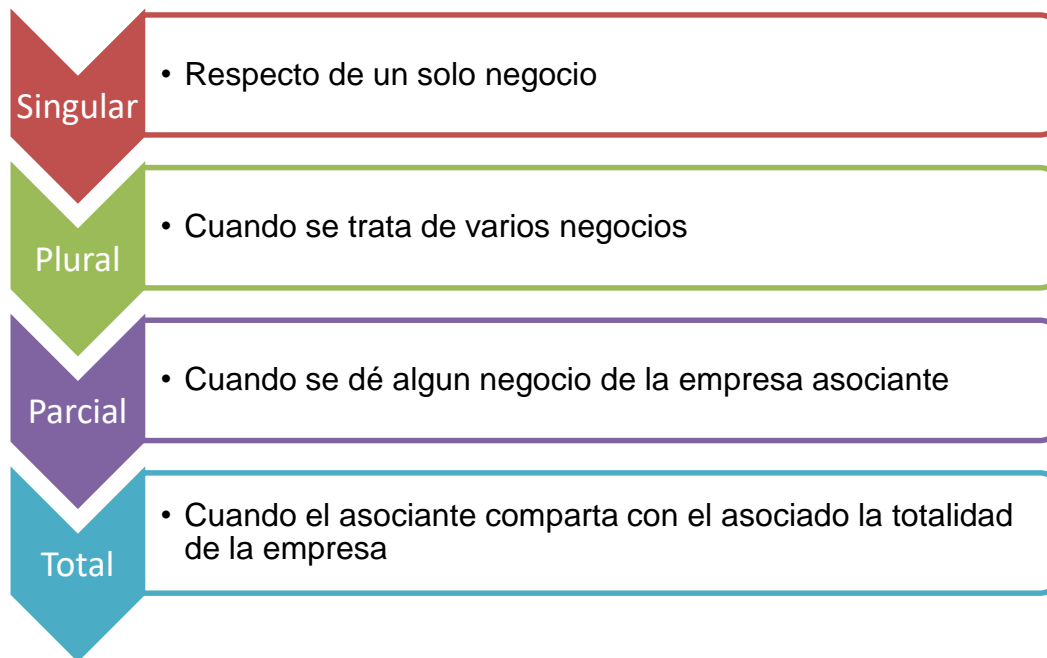 Singular
• Respecto de un solo negocio
Plural
• Cuando se trata de varios negocios
Parcial
• Cuando se dé algun negocio de la empresa asociante
Total
• Cuando el asociante comparta con el asociado la totalidad
de la empresa